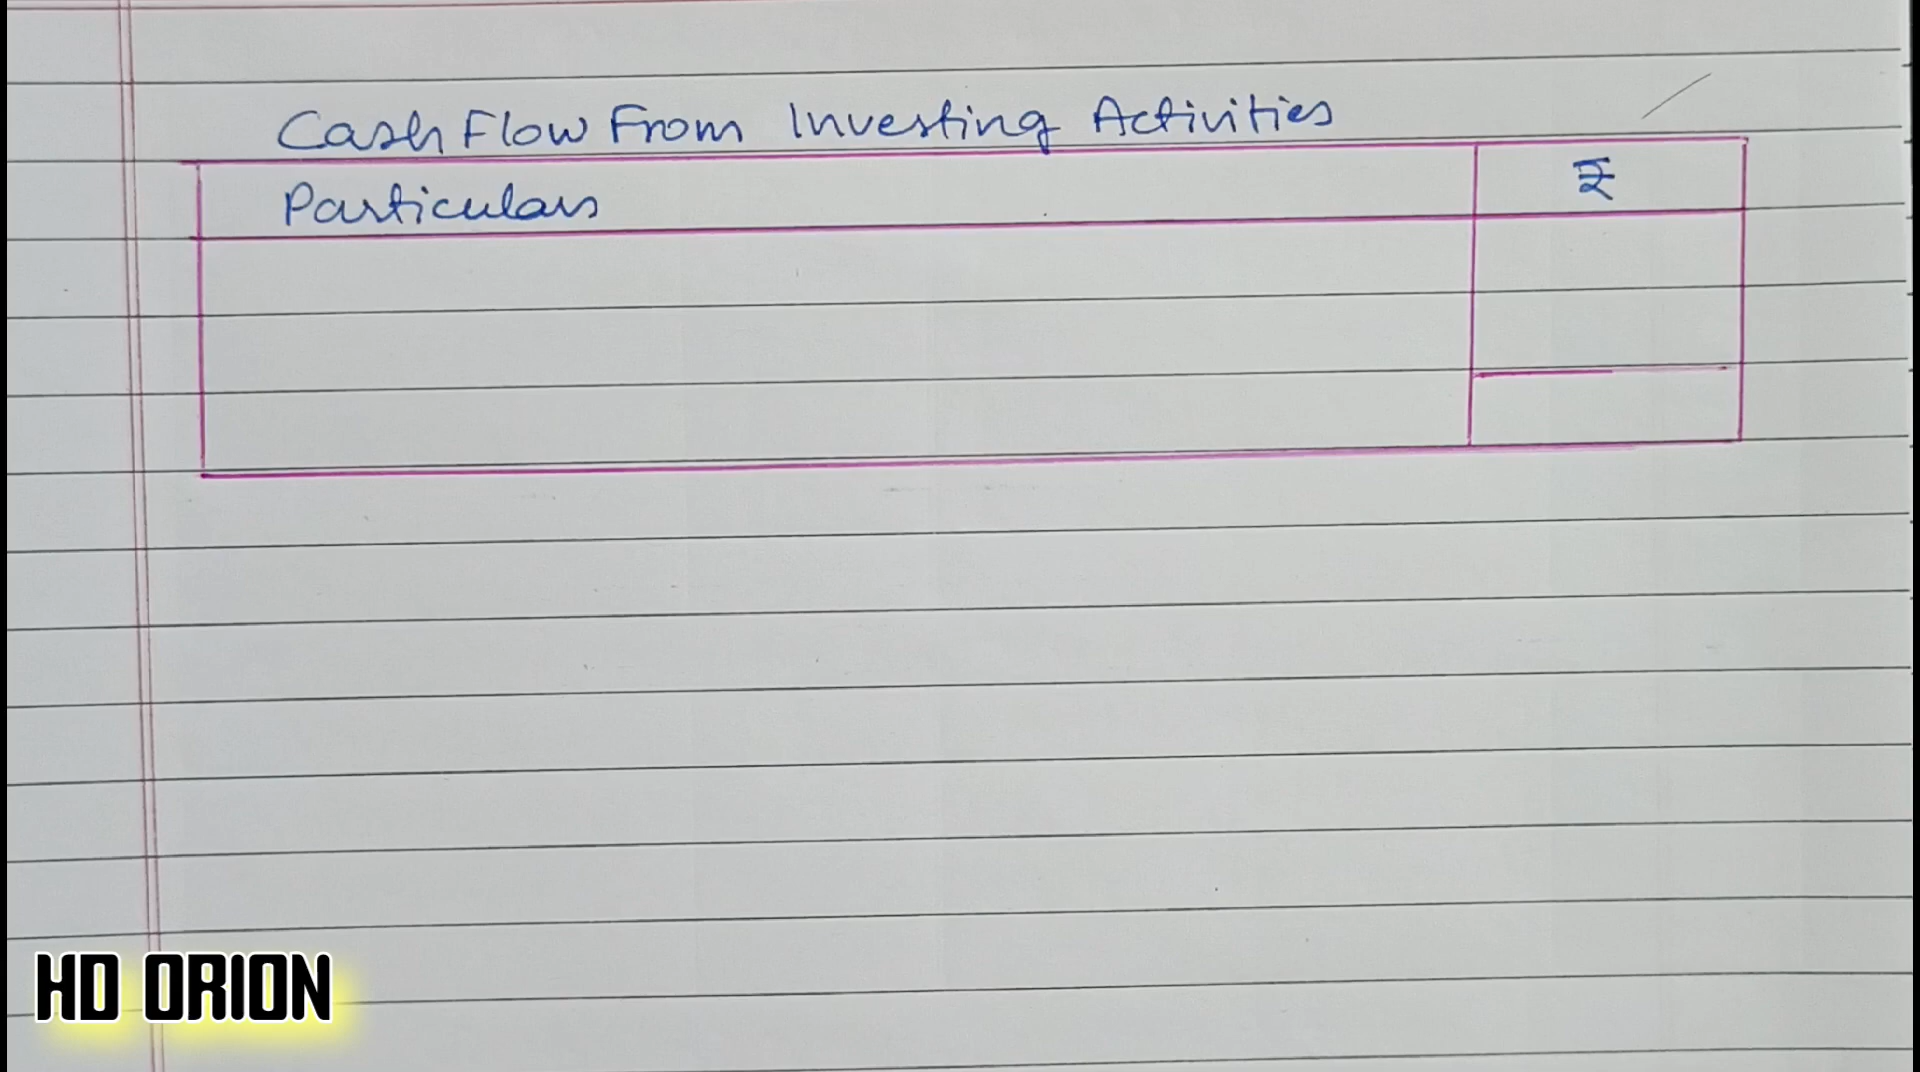 Cash Flow From Investing Activities
Particulars ₹
HD ORION